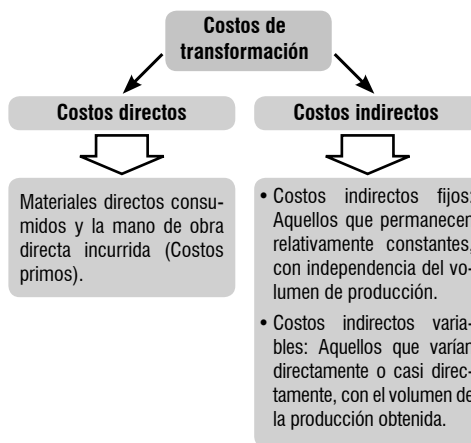 Costos de
transformación
Costos directos
Costos indirectos
Materiales directos consu-
midos y la mano de obra
directa incurrida (Costos
primos).
• Costos indirectos fijos:
Aquellos que permanecen
relativamente constantes,
con independencia del vo-
lumen de producción.
• Costos indirectos varia-
bles: Aquellos que varían
directamente o casi direc-
tamente, con el volumen de
la producción obtenida.